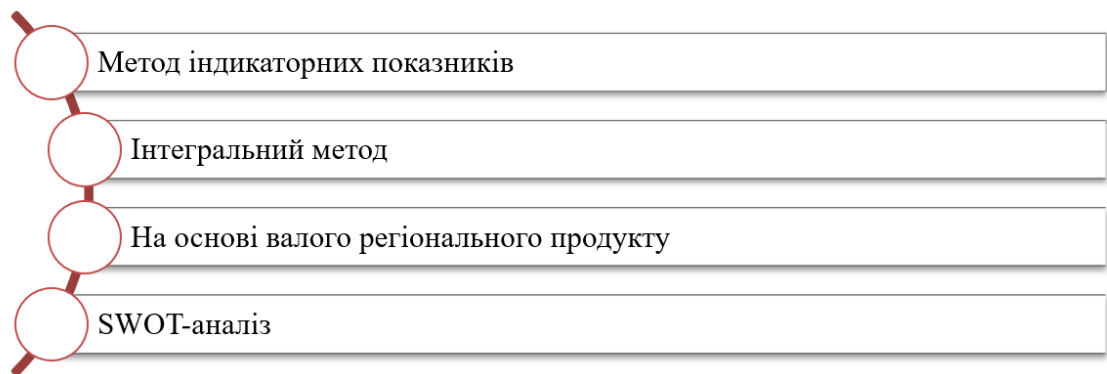 Метод індикаторних показників
Інтегральний метод
На основі валого регіонального продукту
SWOT-аналіз